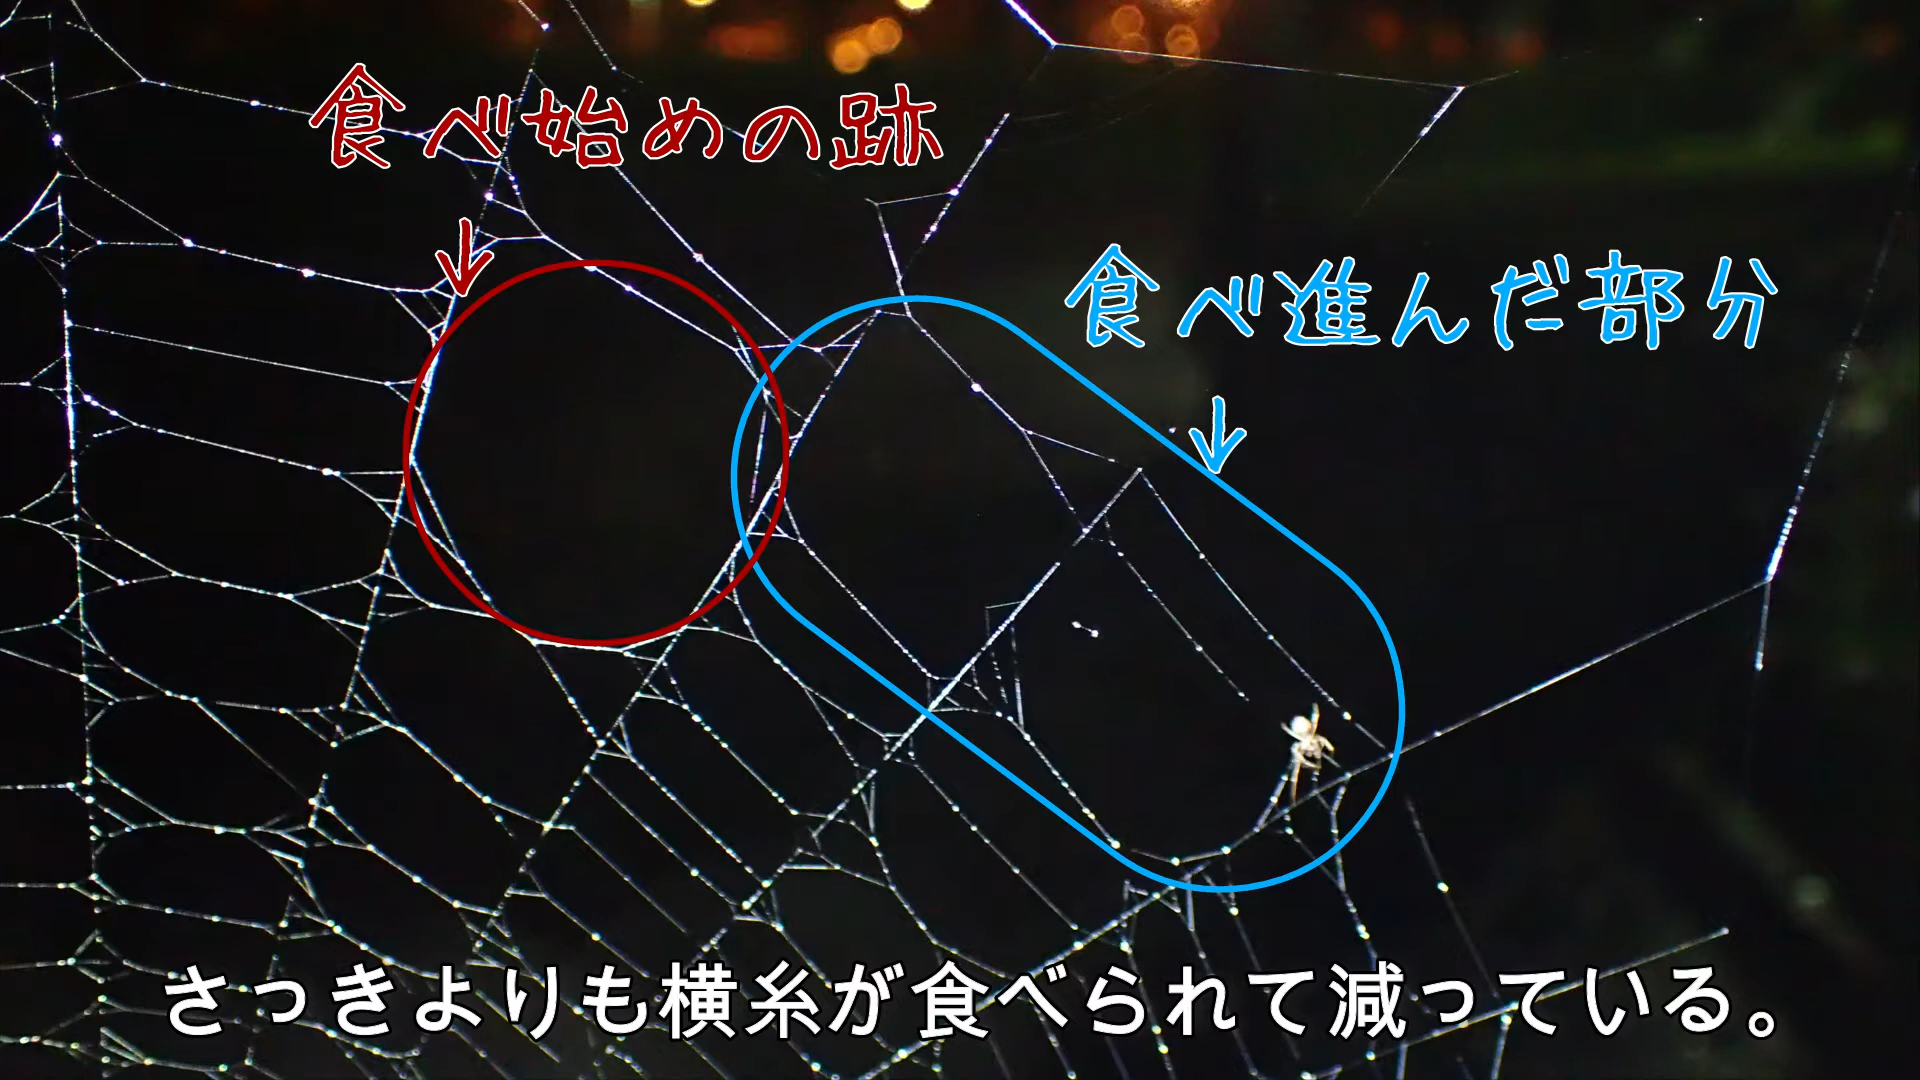 食べ始めの跡
↓
食べ進んだ部分
↓
さっきよりも横糸が食べられて減っている。